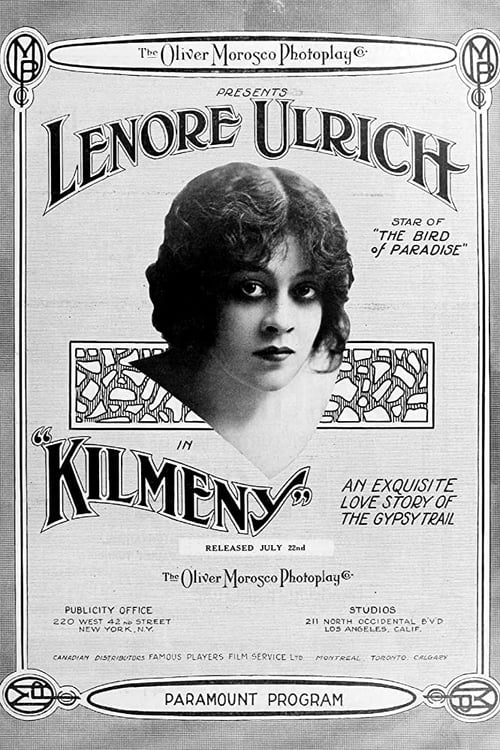 The Oliver Morosco Photoplay Co.
PRESENTS
LENORE ULRICH
STAR OF
"THE BIRD
of PARADISE"
IN
"KILMENY"
AN EXQUISITE
LOVE STORY OF
THE GYPSY TRAIL
RELEASED JULY 22nd
The Oliver Morosco Photoplay Co.
PUBLICITY OFFICE
220 WEST 42ND STREET
NEW YORK, N.Y.
STUDIOS
211 NORTH OCCIDENTAL B'V'D
LOS ANGELES, CALIF.
CANADIAN DISTRIBUTORS FAMOUS PLAYERS FILM SERVICE LTD. MONTREAL, TORONTO, CALGARY
PARAMOUNT PROGRAM